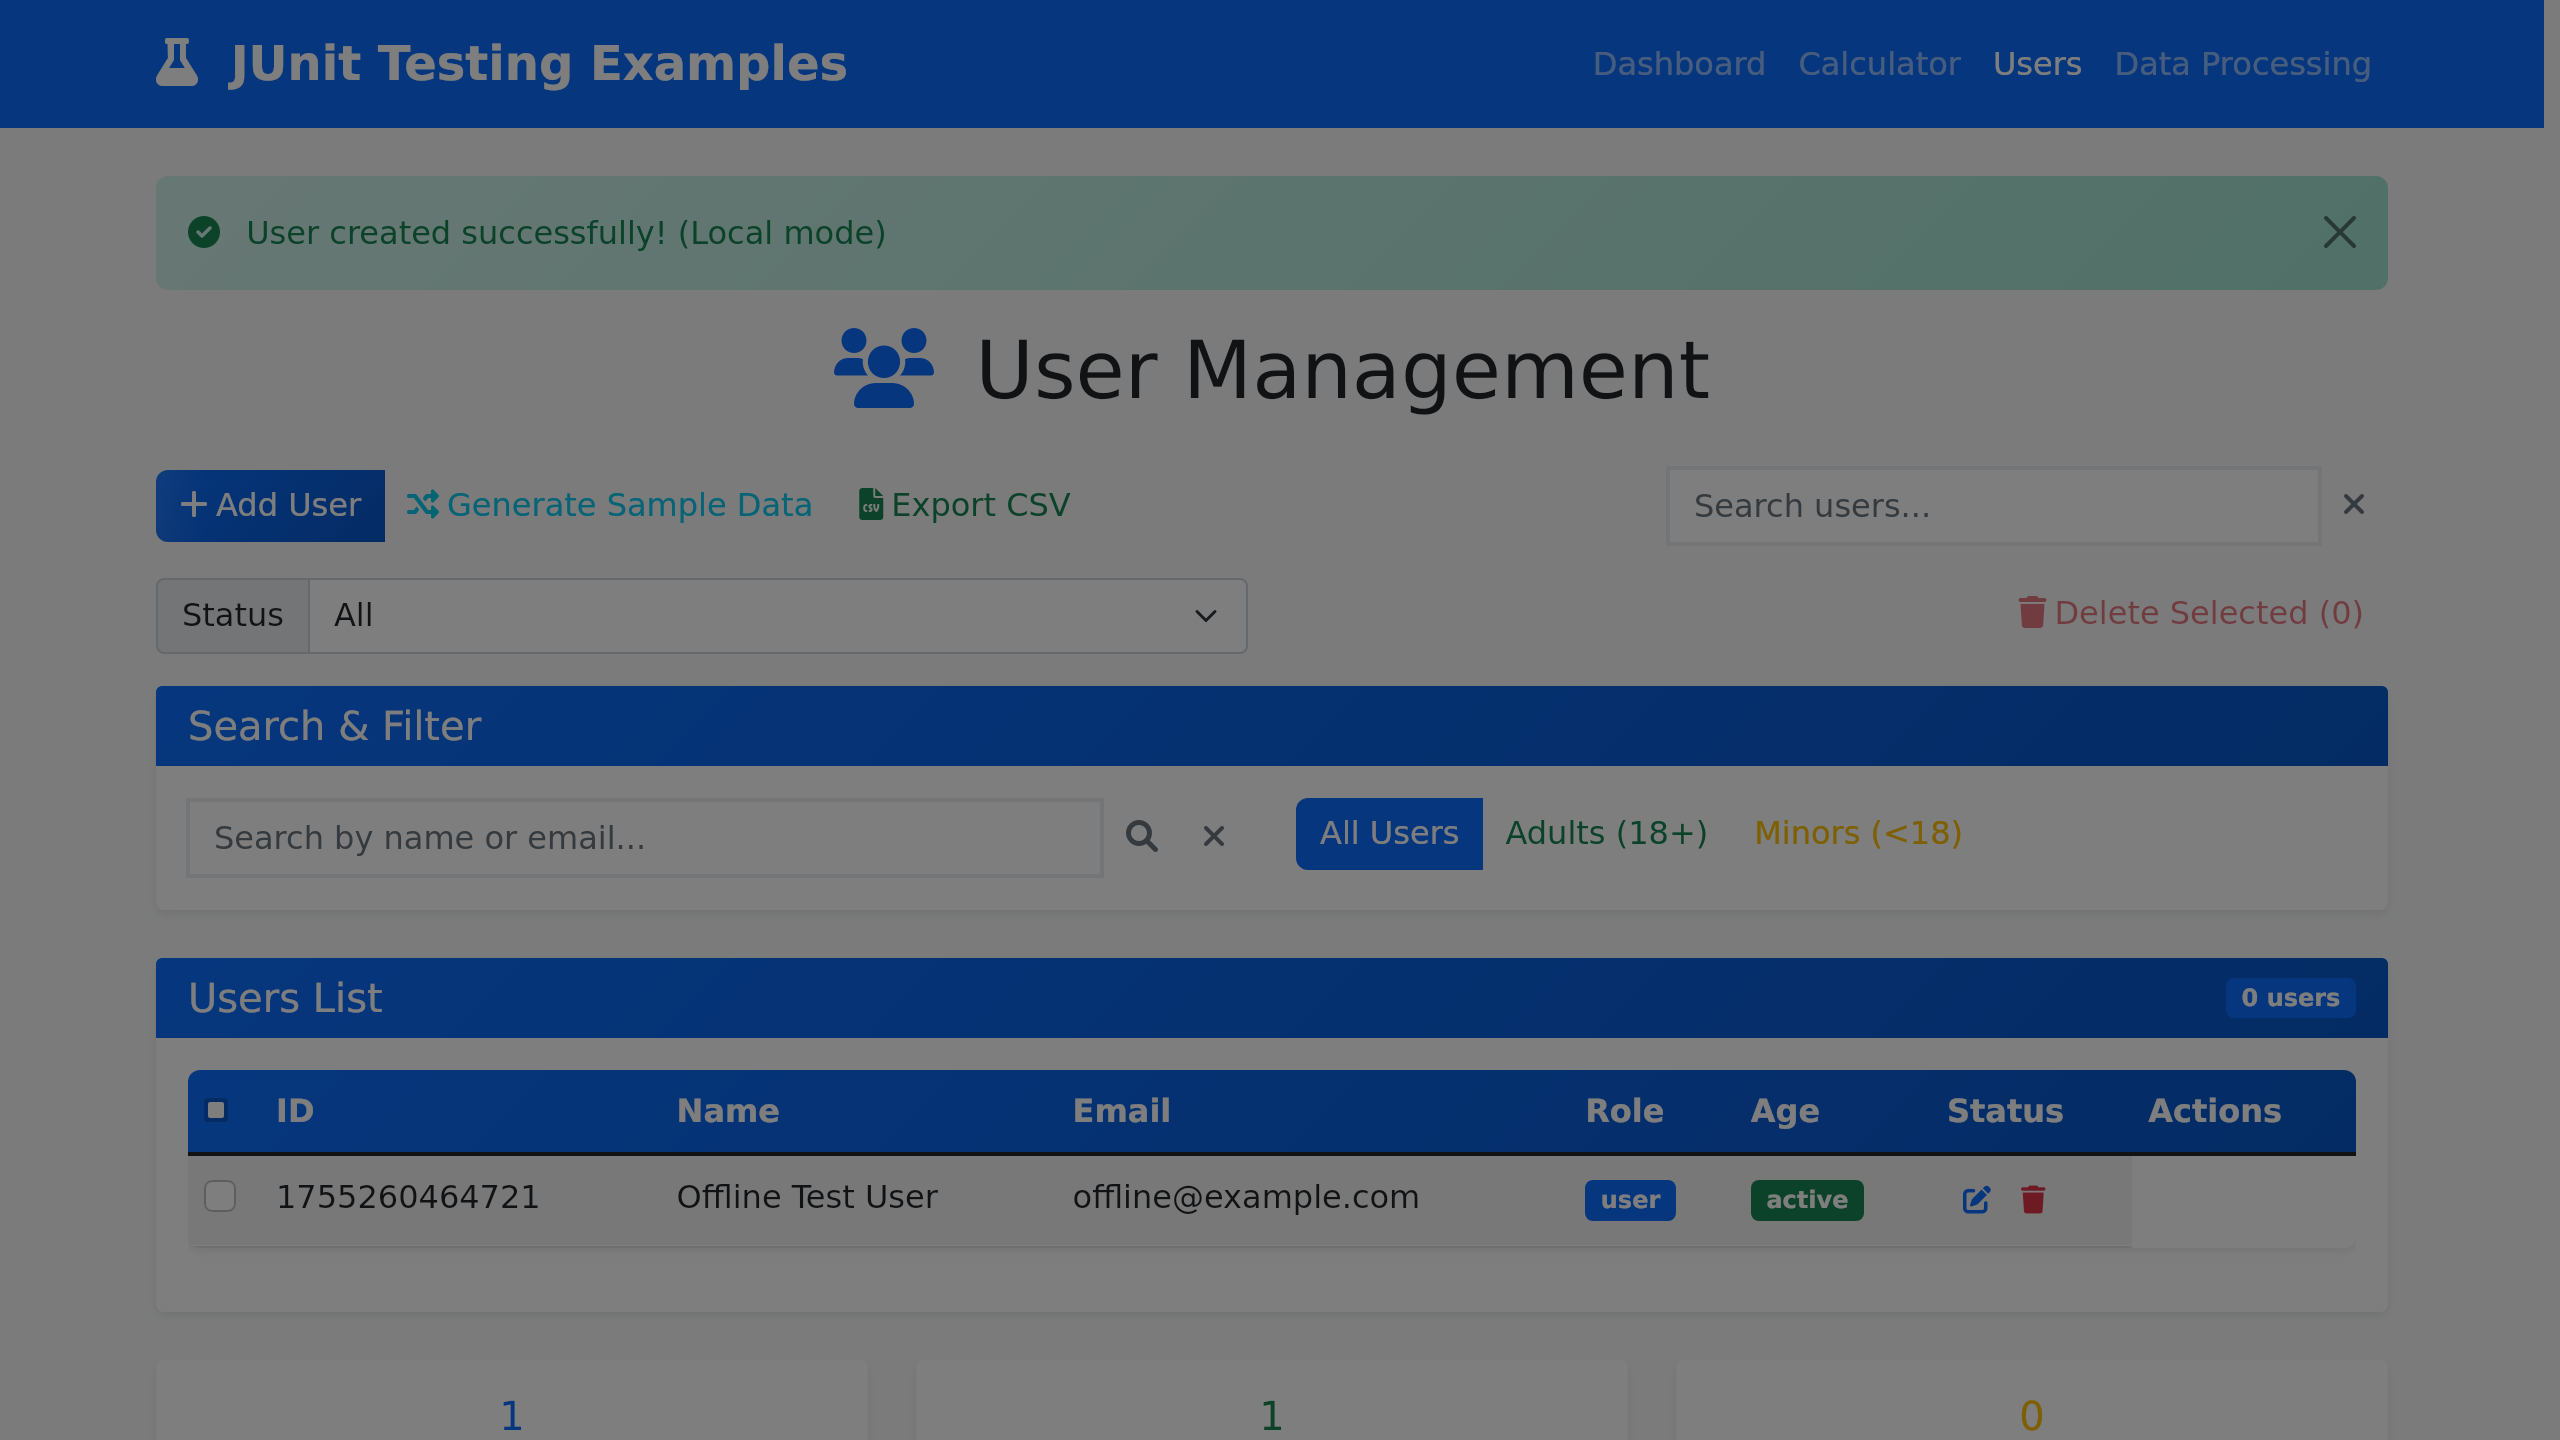 JUnit Testing Examples
Dashboard Calculator Users Data Processing
User created successfully! (Local mode)
User Management
Add User Generate Sample Data Export CSV Search users...
Status All Delete Selected (0)
Search & Filter
Search by name or email... All Users Adults (18+) Minors (<18)
Users List 0 users
ID Name Email Role Age Status Actions
1755260464721 Offline Test User offline@example.com user active
1 1 0